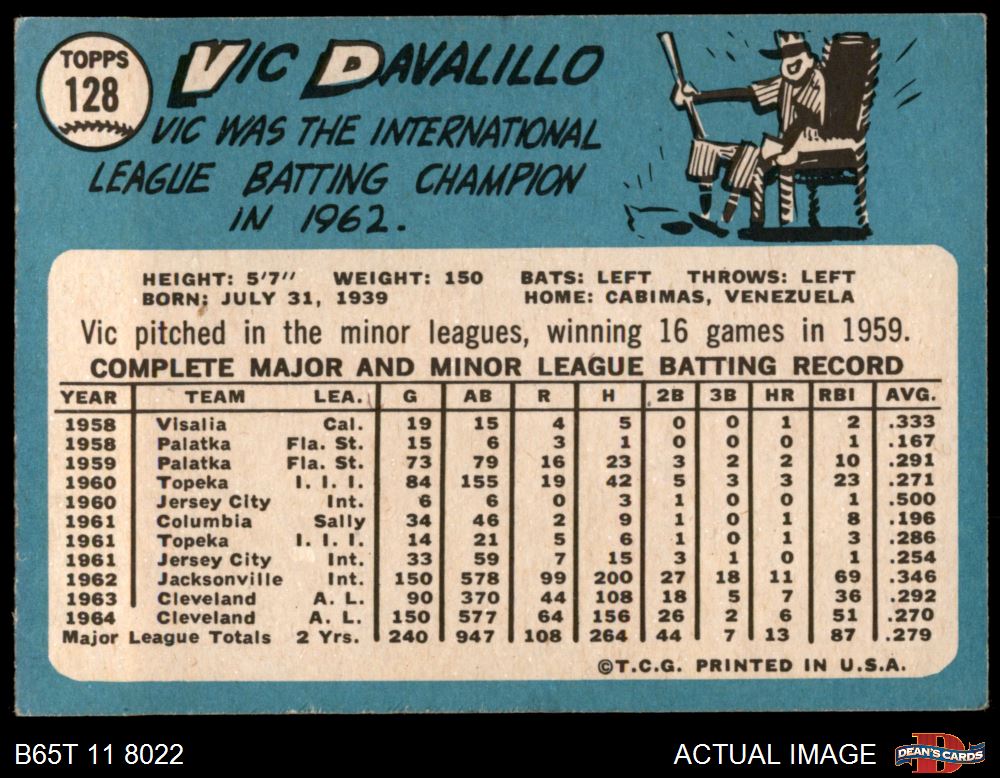 TOPPS
128
VIC DAVALILLO
VIC WAS THE INTERNATIONAL
LEAGUE BATTING CHAMPION
IN 1962.
HEIGHT: 5'7" WEIGHT: 150 BATS: LEFT THROWS: LEFT
BORN: JULY 31, 1939 HOME: CABIMAS, VENEZUELA
Vic pitched in the minor leagues, winning 16 games in 1959.
COMPLETE MAJOR AND MINOR LEAGUE BATTING RECORD
YEAR TEAM LEA. G AB R H 2B 3B HR RBI AVG.
1958 Visalia Cal. 19 15 4 5 0 0 1 2 .333
1958 Palatka Fla. St. 15 6 3 1 0 0 0 1 .167
1959 Palatka Fla. St. 73 79 16 23 3 2 2 10 .291
1960 Topeka I. I. I. 84 155 19 42 5 3 3 23 .271
1960 Jersey City Int. 6 6 0 3 1 0 0 1 .500
1961 Columbia Sally 34 46 2 9 1 0 1 8 .196
1961 Topeka I. I. I. 14 21 5 6 1 0 1 3 .286
1961 Jersey City Int. 33 59 7 15 3 1 0 1 .254
1962 Jacksonville Int. 150 578 99 200 27 18 11 69 .346
1963 Cleveland A. L. 90 370 44 108 18 5 7 36 .292
1964 Cleveland A. L. 150 577 64 156 26 2 6 51 .270
Major League Totals 2 Yrs. 240 947 108 264 44 7 13 87 .279
©T.C.G. PRINTED IN U.S.A.
B65T 11 8022
ACTUAL IMAGE
DEAN'S CARDS